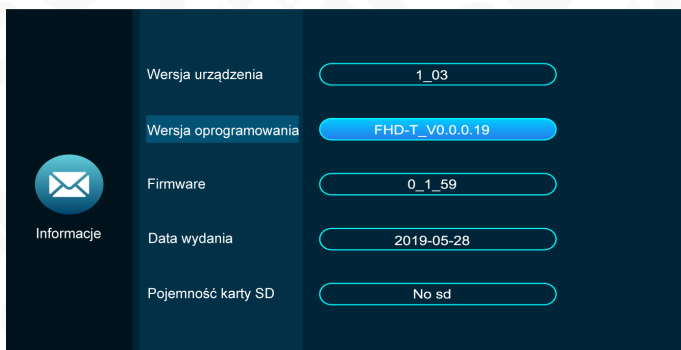 Wersja urządzenia 1_03
Wersja oprogramowania FHD-T_V0.0.0.19
Firmware 0_1_59
Informacje
Data wydania 2019-05-28
Pojemność karty SD No sd